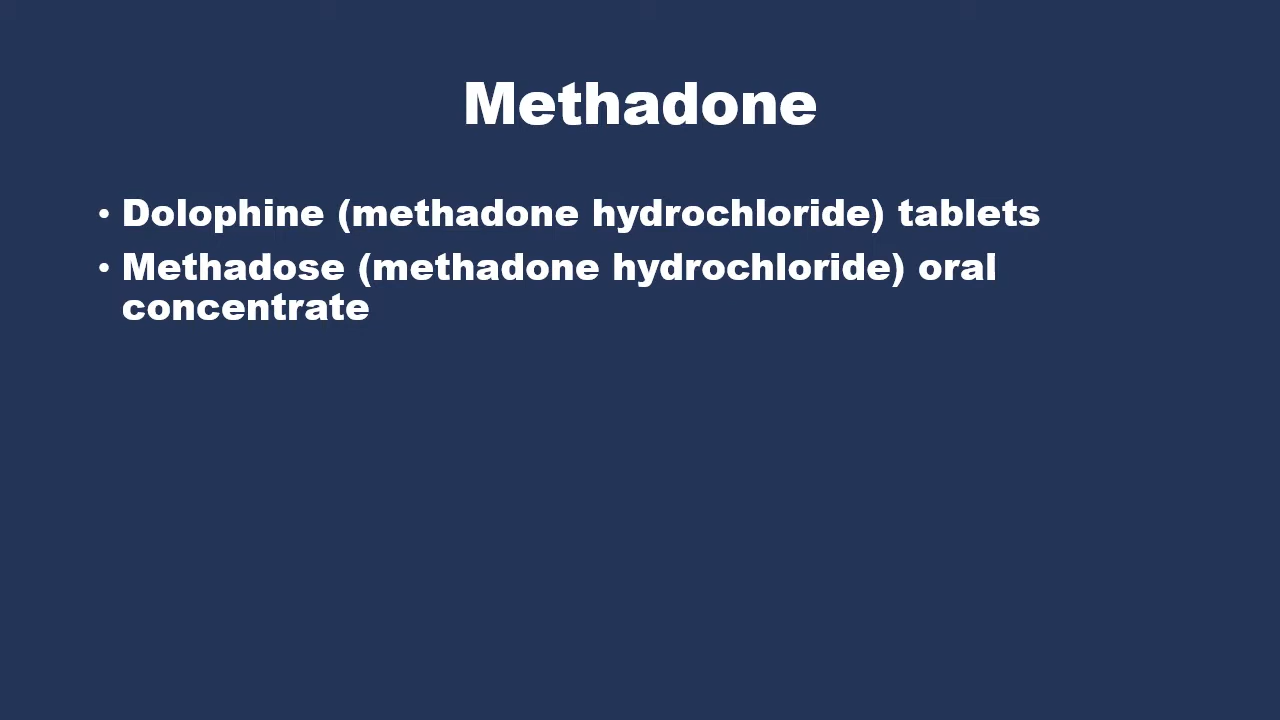 Methadone
• Dolophine (methadone hydrochloride) tablets
• Methadose (methadone hydrochloride) oral
concentrate